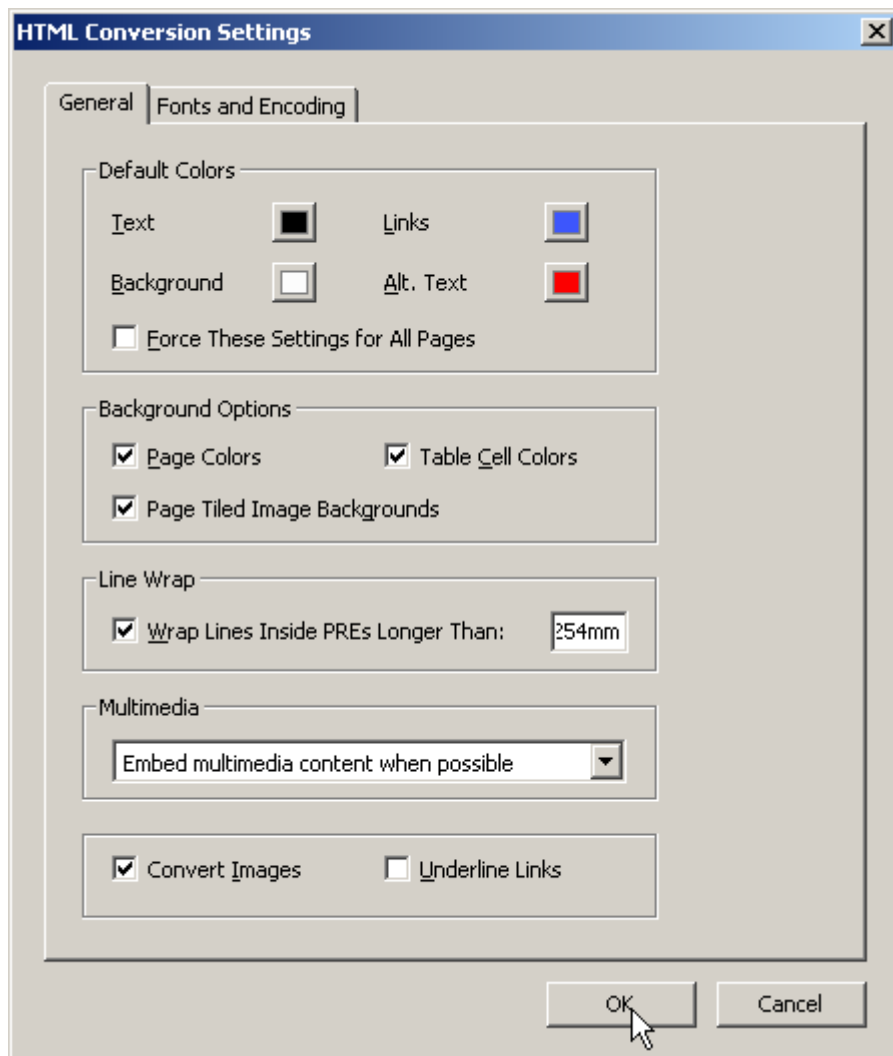 HTML Conversion Settings
General
Fonts and Encoding
Default Colors
Text
Links
Background
Alt. Text
Force These Settings for All Pages
Background Options
Page Colors
Table Cell Colors
Page Tiled Image Backgrounds
Line Wrap
Wrap Lines Inside PREs Longer Than: 254mm
Multimedia
Embed multimedia content when possible
Convert Images
Underline Links
OK
Cancel